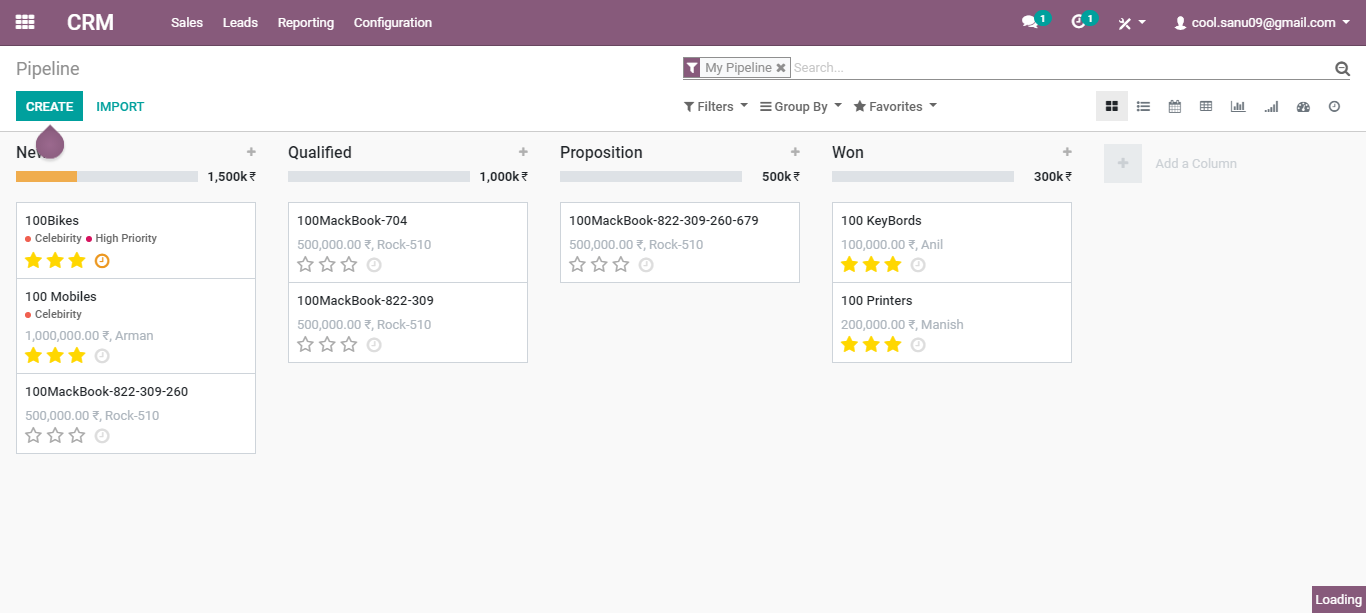 CRM Sales Leads Reporting Configuration 1 1 cool.sanu09@gmail.com
Pipeline
My Pipeline Search...
CREATE IMPORT Filters Group By Favorites
New
1,500k ₹
100Bikes
Celebirity High Priority
100 Mobiles
Celebirity
1,000,000.00 ₹, Arman
100MackBook-822-309-260
500,000.00 ₹, Rock-510
Qualified
1,000k ₹
100MackBook-704
500,000.00 ₹, Rock-510
100MackBook-822-309
500,000.00 ₹, Rock-510
Proposition
500k ₹
100MackBook-822-309-260-679
500,000.00 ₹, Rock-510
Won
300k ₹
100 KeyBords
100,000.00 ₹, Anil
100 Printers
200,000.00 ₹, Manish
Add a Column
Loading